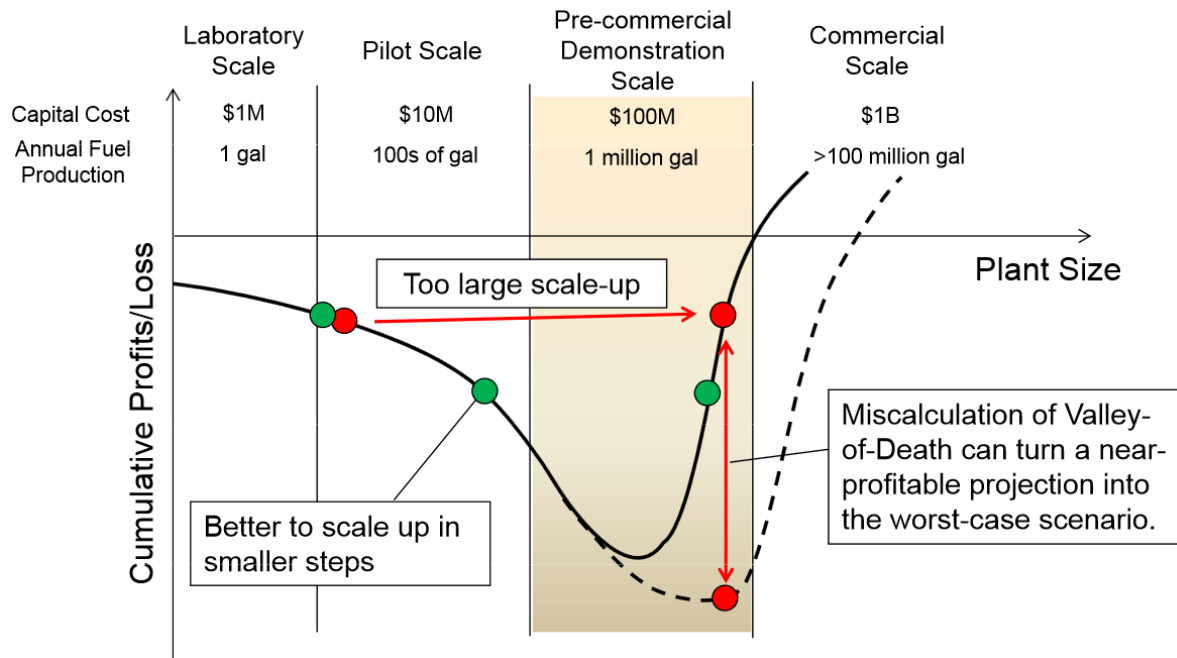 Laboratory
Scale
Pilot Scale
Pre-commercial
Demonstration
Scale
Commercial
Scale
Capital Cost
$1M
$10M
$100M
$1B
Annual Fuel
Production
1 gal
100s of gal
1 million gal
>100 million gal
Cumulative Profits/Loss
Plant Size
Too large scale-up
Better to scale up in
smaller steps
Miscalculation of Valley-
of-Death can turn a near-
profitable projection into
the worst-case scenario.